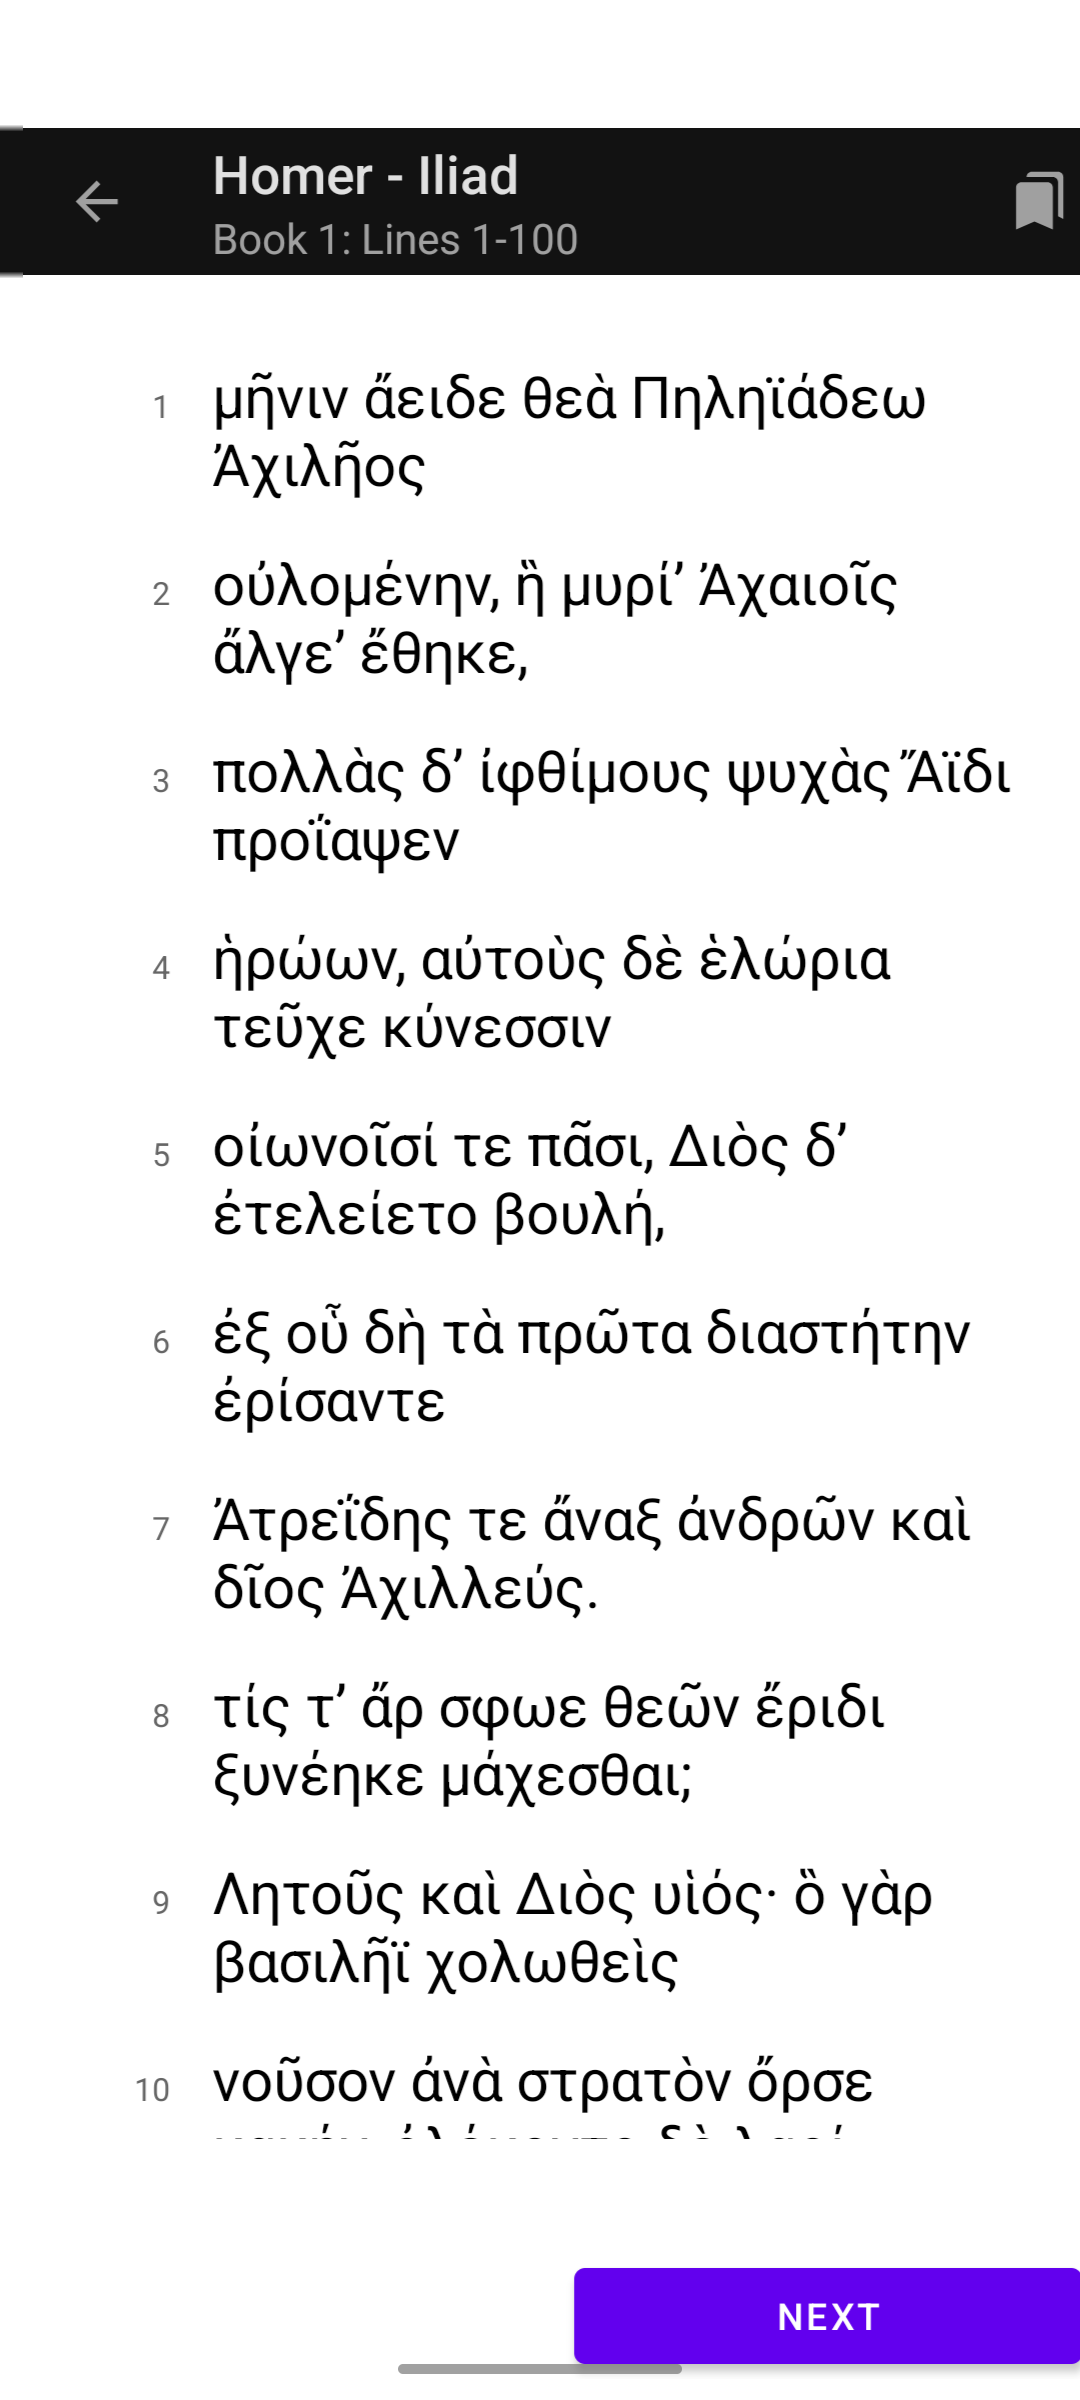 Homer - Iliad
Book 1: Lines 1-100
1 μῆνιν ἄειδε θεὰ Πηληϊάδεω
Ἀχιλῆος
2 οὐλομένην, ἣ μυρί’ Ἀχαιοῖς
ἄλγε’ ἔθηκε,
3 πολλὰς δ’ ἰφθίμους ψυχὰς Ἄϊδι
προΐαψεν
4 ἡρώων, αὐτοὺς δὲ ἑλώρια
τεῦχε κύνεσσιν
5 οἰωνοῖσί τε πᾶσι, Διὸς δ’
ἐτελείετο βουλή,
6 ἐξ οὗ δὴ τὰ πρῶτα διαστήτην
ἐρίσαντε
7 Ἀτρεΐδης τε ἄναξ ἀνδρῶν καὶ
δῖος Ἀχιλλεύς.
8 τίς τ’ ἄρ σφωε θεῶν ἔριδι
ξυνέηκε μάχεσθαι;
9 Λητοῦς καὶ Διὸς υἱός· ὃ γὰρ
βασιλῆϊ χολωθεὶς
10 νοῦσον ἀνὰ στρατὸν ὄρσε
NEXT